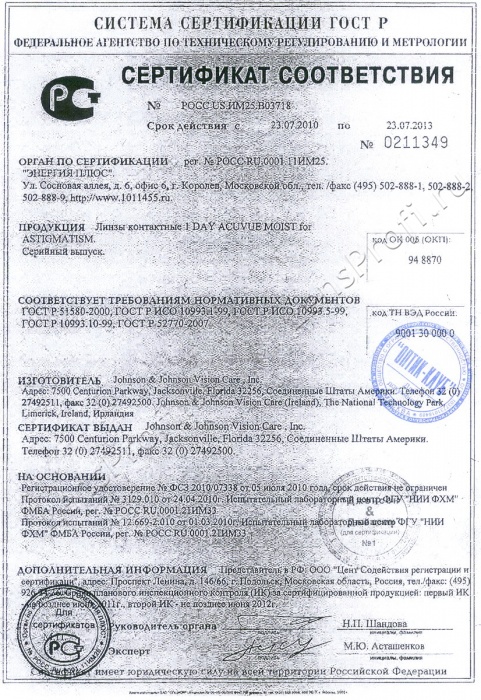 СИСТЕМА СЕРТИФИКАЦИИ ГОСТ Р
ФЕДЕРАЛЬНОЕ АГЕНТСТВО ПО ТЕХНИЧЕСКОМУ РЕГУЛИРОВАНИЮ И МЕТРОЛОГИИ
СЕРТИФИКАТ СООТВЕТСТВИЯ
№ РОСС US.ИМ25.В03718
Срок действия с 23.07.2010 по 23.07.2013
№ 0211349
ОРГАН ПО СЕРТИФИКАЦИИ рег. № РОСС RU.0001.11ИМ25.
"ЭНЕРГИЯ ПЛЮС".
Ул. Сосновая аллея, д. 6, офис 6, г. Королев, Московской обл., тел. /факс (495) 502-888-1, 502-888-2,
502-888-9, http://www.1011455.ru.
ПРОДУКЦИЯ Линзы контактные 1 DAY ACUVUE MOIST for
ASTIGMATISM.
Серийный выпуск.
код ОК 005 (ОКП):
94 8870
СООТВЕТСТВУЕТ ТРЕБОВАНИЯМ НОРМАТИВНЫХ ДОКУМЕНТОВ
ГОСТ Р 51580-2000, ГОСТ Р ИСО 10993.1-99, ГОСТ Р ИСО 10993.5-99,
ГОСТ Р 10993.10-99, ГОСТ Р 52770-2007.
код ТН ВЭД России:
9001 30 000 0
ОПТИК-КЛУБ
ИЗГОТОВИТЕЛЬ Johnson & Johnson Vision Care , Inc.
Адрес: 7500 Centurion Parkway, Jacksonville, Florida 32256, Соединенные Штаты Америки. Телефон 32 (0)
27492511, факс 32 (0) 27492500. Johnson & Johnson Vision Care (Ireland), The National Technology Park,
Limerick, Ireland, Ирландия
СЕРТИФИКАТ ВЫДАН Johnson & Johnson Vision Care , Inc.
Адрес: 7500 Centurion Parkway, Jacksonville, Florida 32256, Соединенные Штаты Америки.
Телефон 32 (0) 27492511, факс 32 (0) 27492500.
НА ОСНОВАНИИ
Регистрационное удостоверение № ФСЗ 2010/07338 от 05 июля 2010 года, срок действия не ограничен
Протокол испытаний № 3129.010 от 24.04.2010г. Испытательный лабораторный центр ФГУ "НИИ ФХМ"
ФМБА России, рег. № РОСС RU.0001.21ИМ33
Протокол испытаний № 12.669-2.010 от 01.03.2010г. Испытательный лабораторный центр ФГУ "НИИ
ФХМ" ФМБА России, рег. № РОСС RU.0001.21ИМ33
Джонсон
&
Джонсон
(для сертификации)
№1
ДОПОЛНИТЕЛЬНАЯ ИНФОРМАЦИЯ Представитель в РФ: ООО "Цент Содействия регистрации и
сертификаци", адрес: Проспект Ленина, д. 146/66, г. Подольск, Московская область, Россия, тел./факс: (495)
планового инспекционного контроля (ИК) за сертифицированной продукцией: первый ИК
- не позднее июня 2011г., второй ИК - не позднее июня 2012г.
Для
сертификатов
Руководитель органа Н.П. Шандова
Эксперт М.Ю. Асташенков
Сертификат имеет юридическую силу на всей территории Российской Федерации